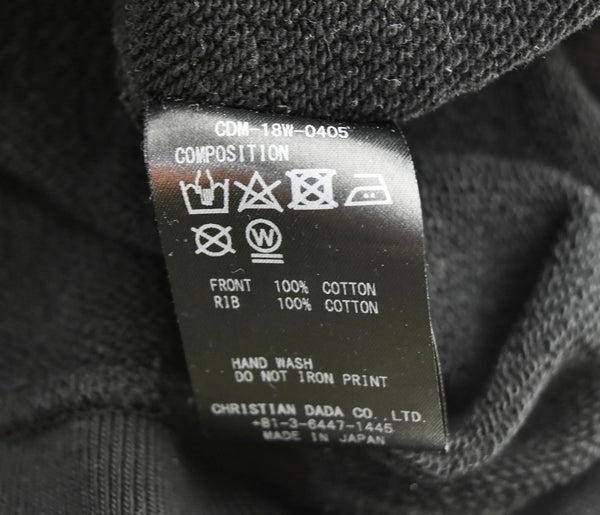 CDM-18W-0405
COMPOSITION
W
FRONT 100% COTTON
RIB 100% COTTON
HAND WASH
DO NOT IRON PRINT
CHRISTIAN DADA CO.,LTD.
+81-3-6447-1445
MADE IN JAPAN